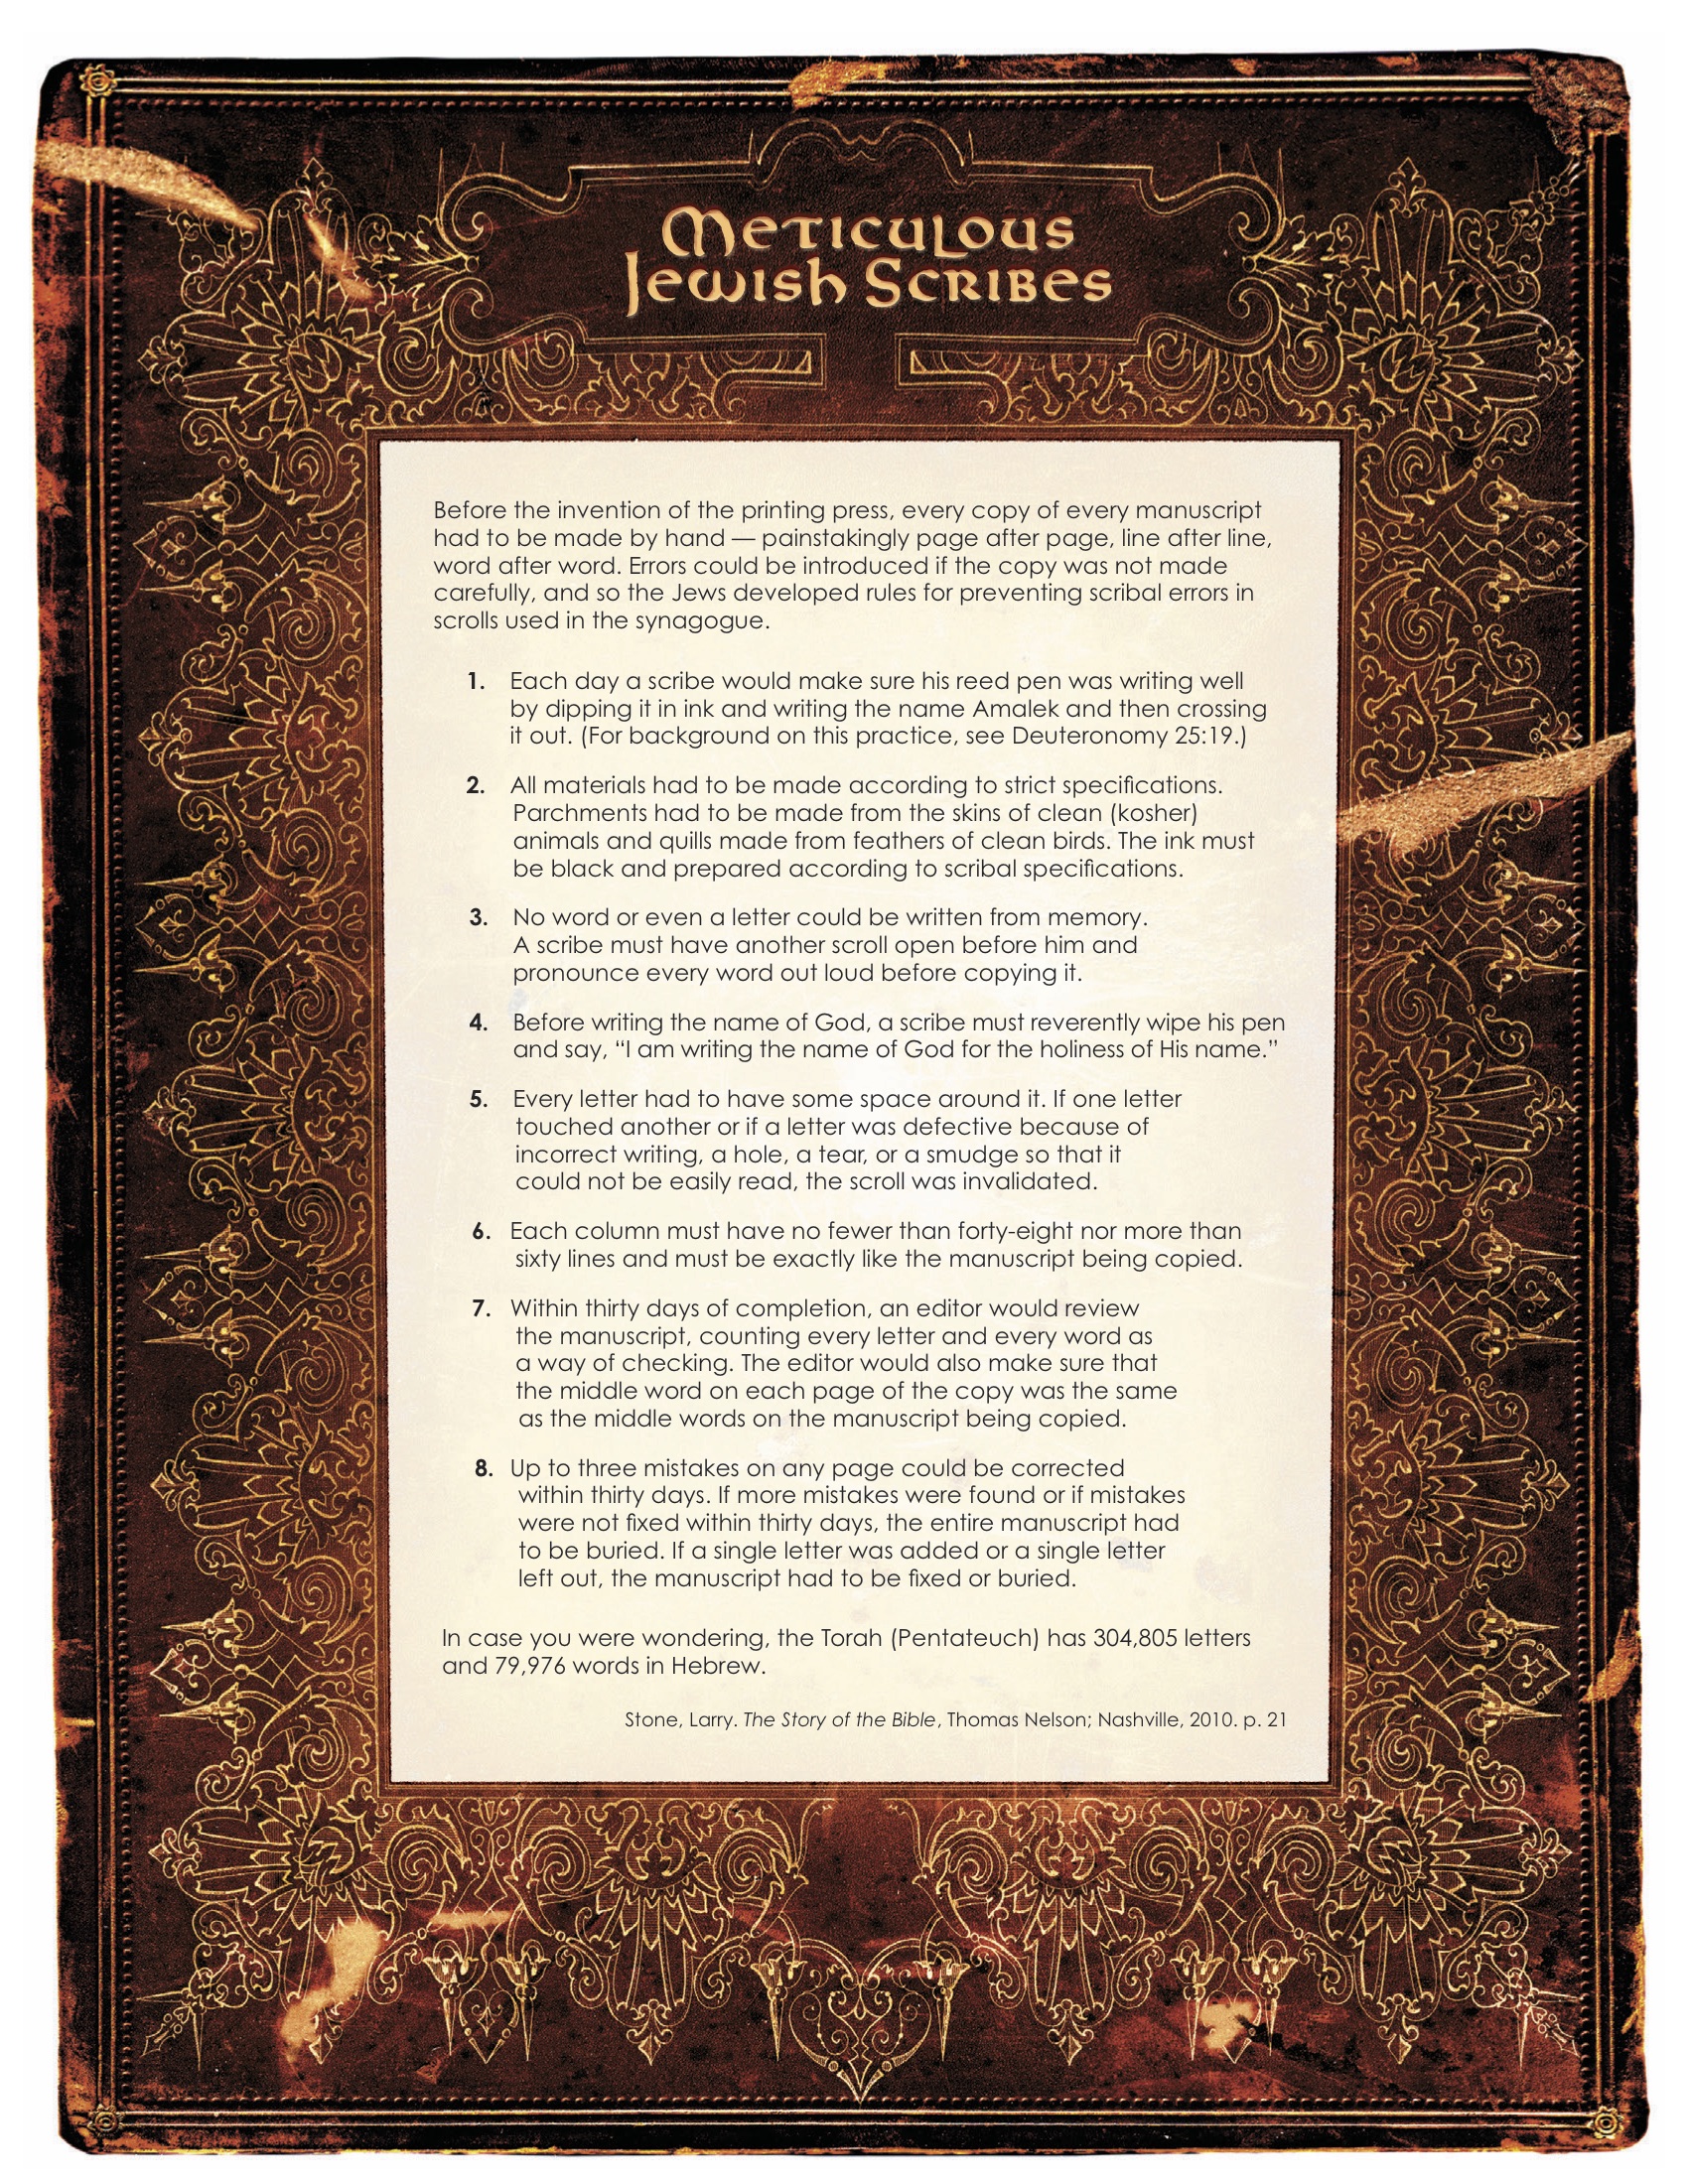 Meticulous
Jewish Scribes
Before the invention of the printing press, every copy of every manuscript
had to be made by hand — painstakingly page after page, line after line,
word after word. Errors could be introduced if the copy was not made
carefully, and so the Jews developed rules for preventing scribal errors in
scrolls used in the synagogue.
1. Each day a scribe would make sure his reed pen was writing well
by dipping it in ink and writing the name Amalek and then crossing
it out. (For background on this practice, see Deuteronomy 25:19.)
2. All materials had to be made according to strict specifications.
Parchments had to be made from the skins of clean (kosher)
animals and quills made from feathers of clean birds. The ink must
be black and prepared according to scribal specifications.
3. No word or even a letter could be written from memory.
A scribe must have another scroll open before him and
pronounce every word out loud before copying it.
4. Before writing the name of God, a scribe must reverently wipe his pen
and say, “I am writing the name of God for the holiness of His name.”
5. Every letter had to have some space around it. If one letter
touched another or if a letter was defective because of
incorrect writing, a hole, a tear, or a smudge so that it
could not be easily read, the scroll was invalidated.
6. Each column must have no fewer than forty-eight nor more than
sixty lines and must be exactly like the manuscript being copied.
7. Within thirty days of completion, an editor would review
the manuscript, counting every letter and every word as
a way of checking. The editor would also make sure that
the middle word on each page of the copy was the same
as the middle words on the manuscript being copied.
8. Up to three mistakes on any page could be corrected
within thirty days. If more mistakes were found or if mistakes
were not fixed within thirty days, the entire manuscript had
to be buried. If a single letter was added or a single letter
left out, the manuscript had to be fixed or buried.
In case you were wondering, the Torah (Pentateuch) has 304,805 letters
and 79,976 words in Hebrew.
Stone, Larry. The Story of the Bible, Thomas Nelson; Nashville, 2010. p. 21